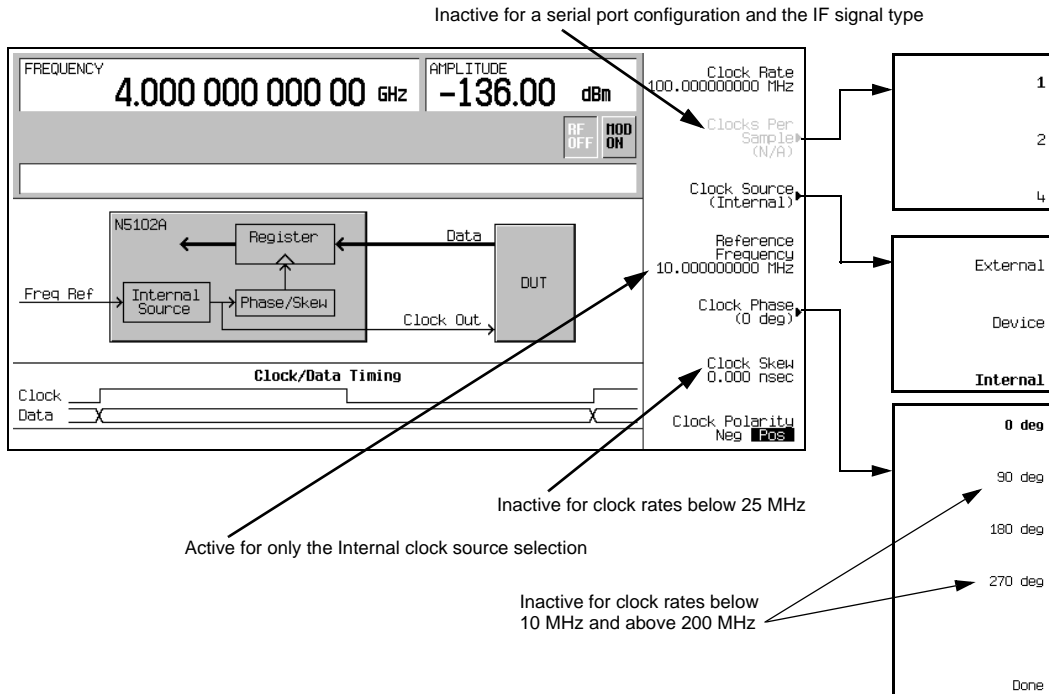 Inactive for a serial port configuration and the IF signal type
FREQUENCY
4.000 000 000 00 GHz
AMPLITUDE
-136.00 dBm
RF
OFF
MOD
ON
Clock Rate
100.000000000 MHz
Clocks Per
Sample
(N/A)
Clock Source
(Internal)
Reference
Frequency
10.000000000 MHz
Clock Phase
(0 deg)
Clock Skew
0.000 nsec
Clock Polarity
Neg Pos
N5102A
Register
Data
DUT
Freq Ref
Internal
Source
Phase/Skew
Clock Out
Clock/Data Timing
Clock
Data
1
2
4
External
Device
Internal
0 deg
90 deg
180 deg
270 deg
Done
Inactive for clock rates below 25 MHz
Active for only the Internal clock source selection
Inactive for clock rates below
10 MHz and above 200 MHz